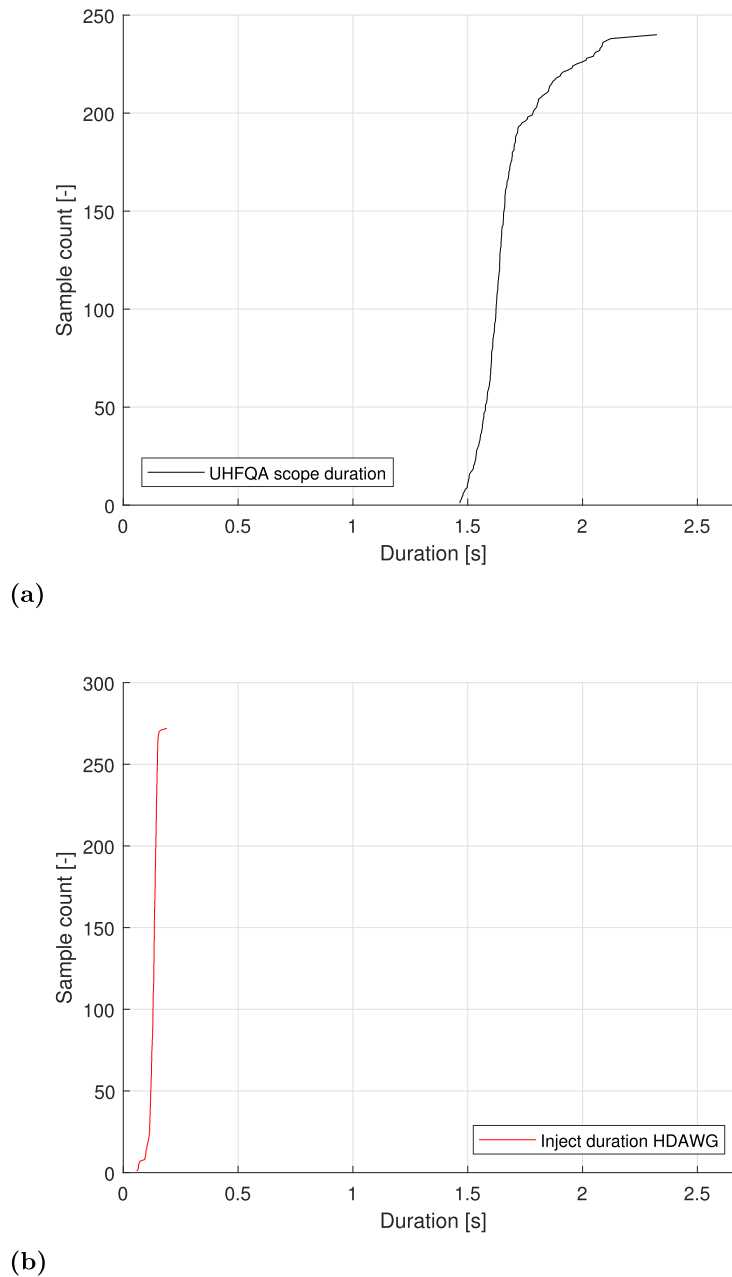 250
200
150
100
50
0
Sample count [-]
UHFQA scope duration
0 0.5 1 1.5 2 2.5
Duration [s]
(a)
300
250
200
150
100
50
0
Sample count [-]
Inject duration HDAWG
0 0.5 1 1.5 2 2.5
Duration [s]
(b)